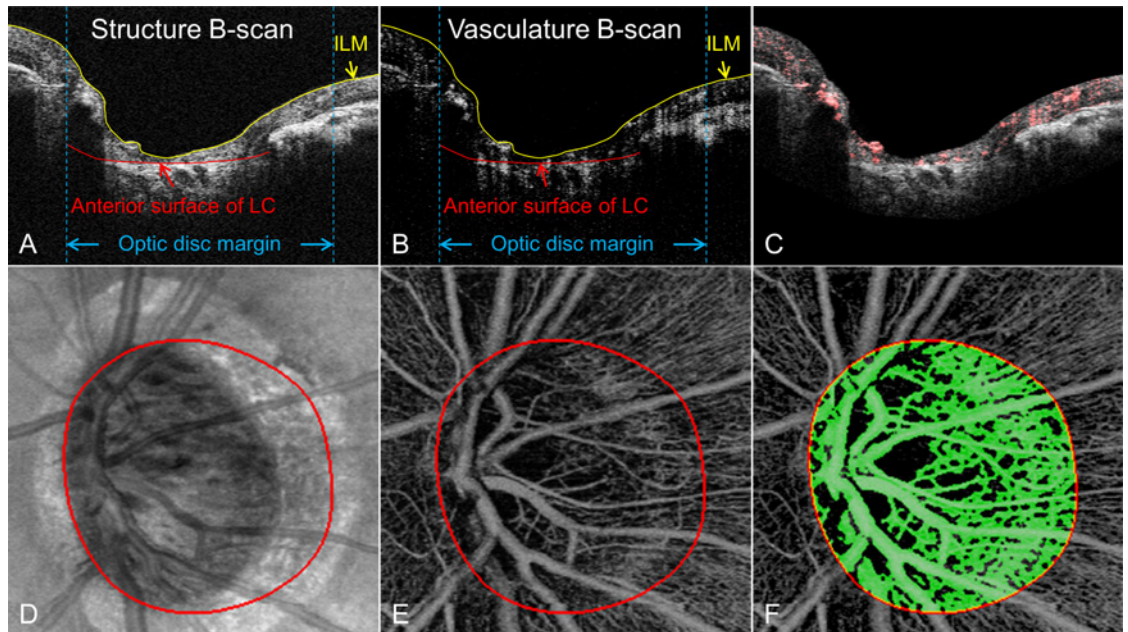 Structure B-scan
ILM
Anterior surface of LC
A
Optic disc margin
Vasculature B-scan
ILM
Anterior surface of LC
B
Optic disc margin
C
D
E
F